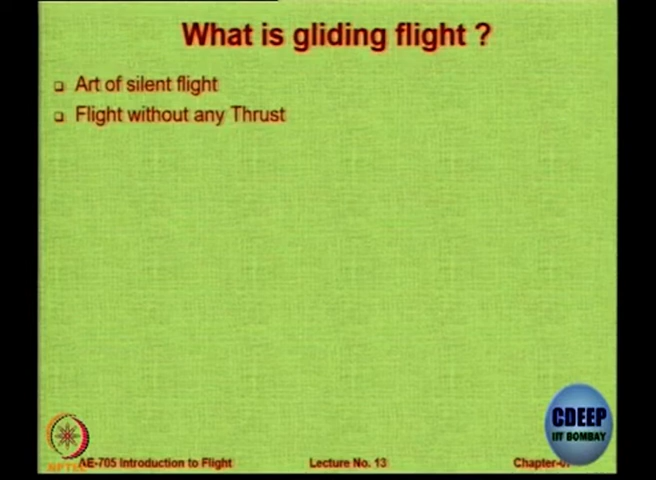 What is gliding flight ?
Art of silent flight
Flight without any Thrust
CDEEP
IIT BOMBAY
NPTEL
AE-705 Introduction to Flight
Lecture No. 13